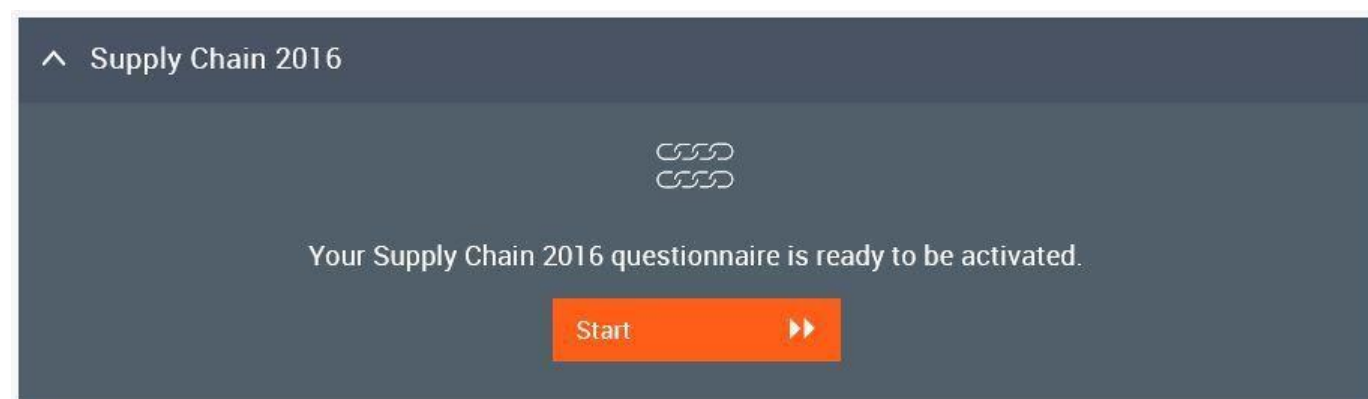 Supply Chain 2016
Your Supply Chain 2016 questionnaire is ready to be activated.
Start